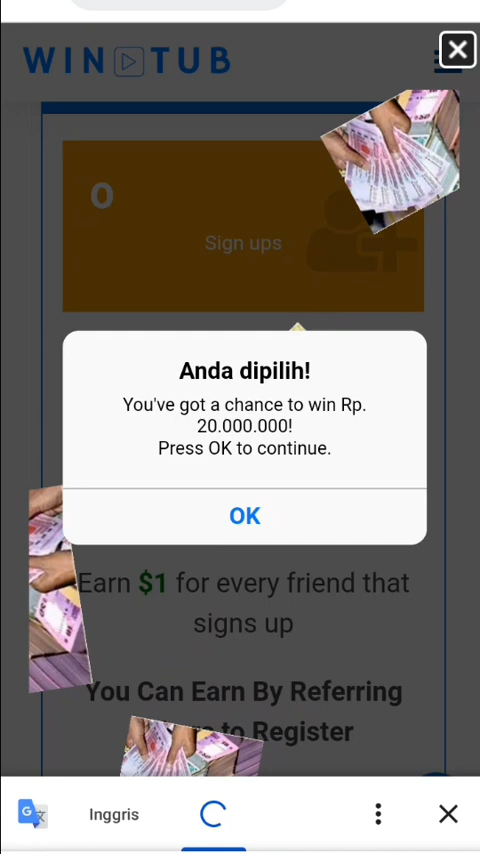 WIN TUB
0
Sign ups
Anda dipilih!
You've got a chance to win Rp.
20.000.000!
Press OK to continue.
OK
Earn $1 for every friend that
signs up
You Can Earn By Referring
to Register
Inggris